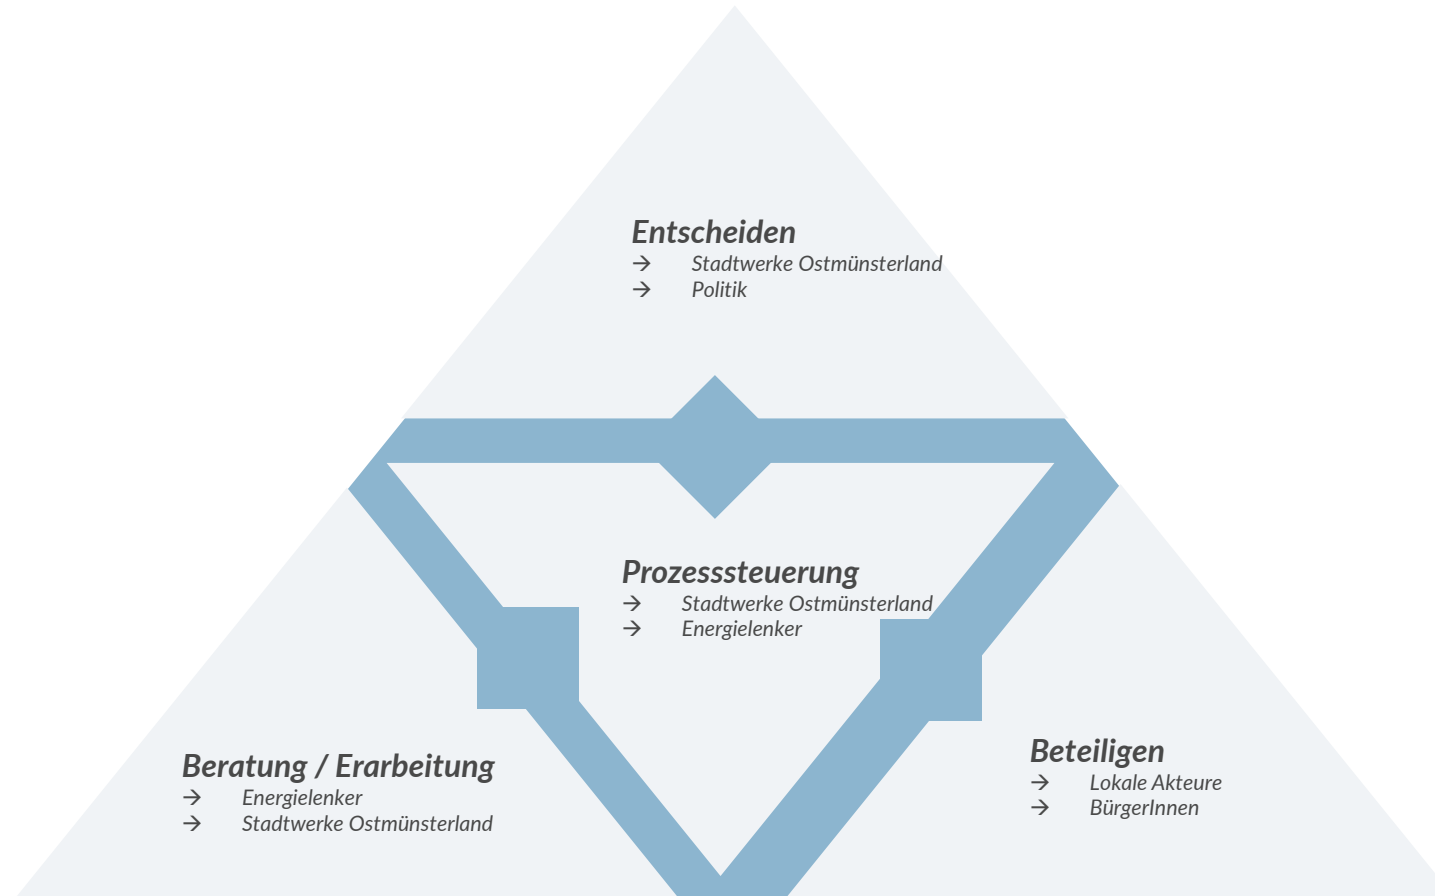 Entscheiden
→ Stadtwerke Ostmünsterland
→ Politik
Prozesssteuerung
→ Stadtwerke Ostmünsterland
→ Energielenker
Beratung / Erarbeitung
→ Energielenker
→ Stadtwerke Ostmünsterland
Beteiligen
→ Lokale Akteure
→ BürgerInnen